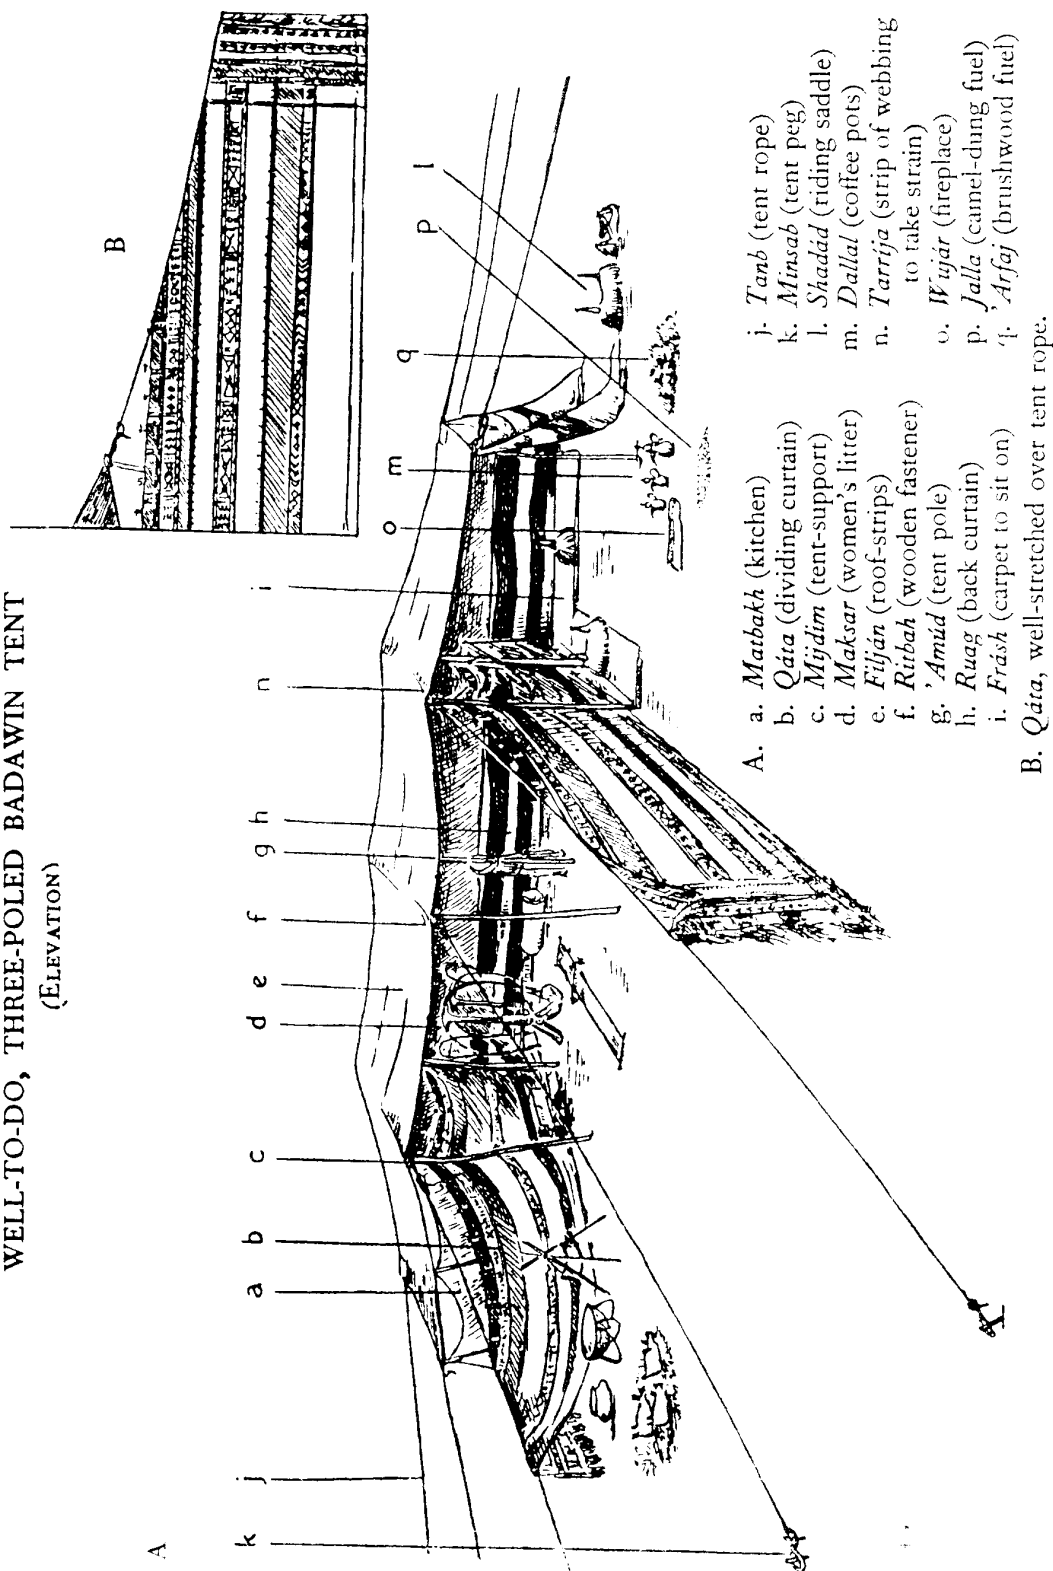 WELL-TO-DO, THREE-POLED BADAWIN TENT
(ELEVATION)
A
B
k
j
a
b
c
d
e
f
g
h
n
i
o
m
q
p
l
A. a. Matbakh (kitchen)
b. Qáta (dividing curtain)
c. Mijdim (tent-support)
d. Maksar (women's litter)
e. Filján (roof-strips)
f. Ritbah (wooden fastener)
g. 'Amúd (tent pole)
h. Ruag (back curtain)
i. Frásh (carpet to sit on)
j. Tanb (tent rope)
k. Minsab (tent peg)
l. Shadád (riding saddle)
m. Dallal (coffee pots)
n. Tarrija (strip of webbing
to take strain)
o. Wujár (fireplace)
p. Jalla (camel-dung fuel)
q. 'Arfaj (brushwood fuel)
B. Qáta, well-stretched over tent rope.